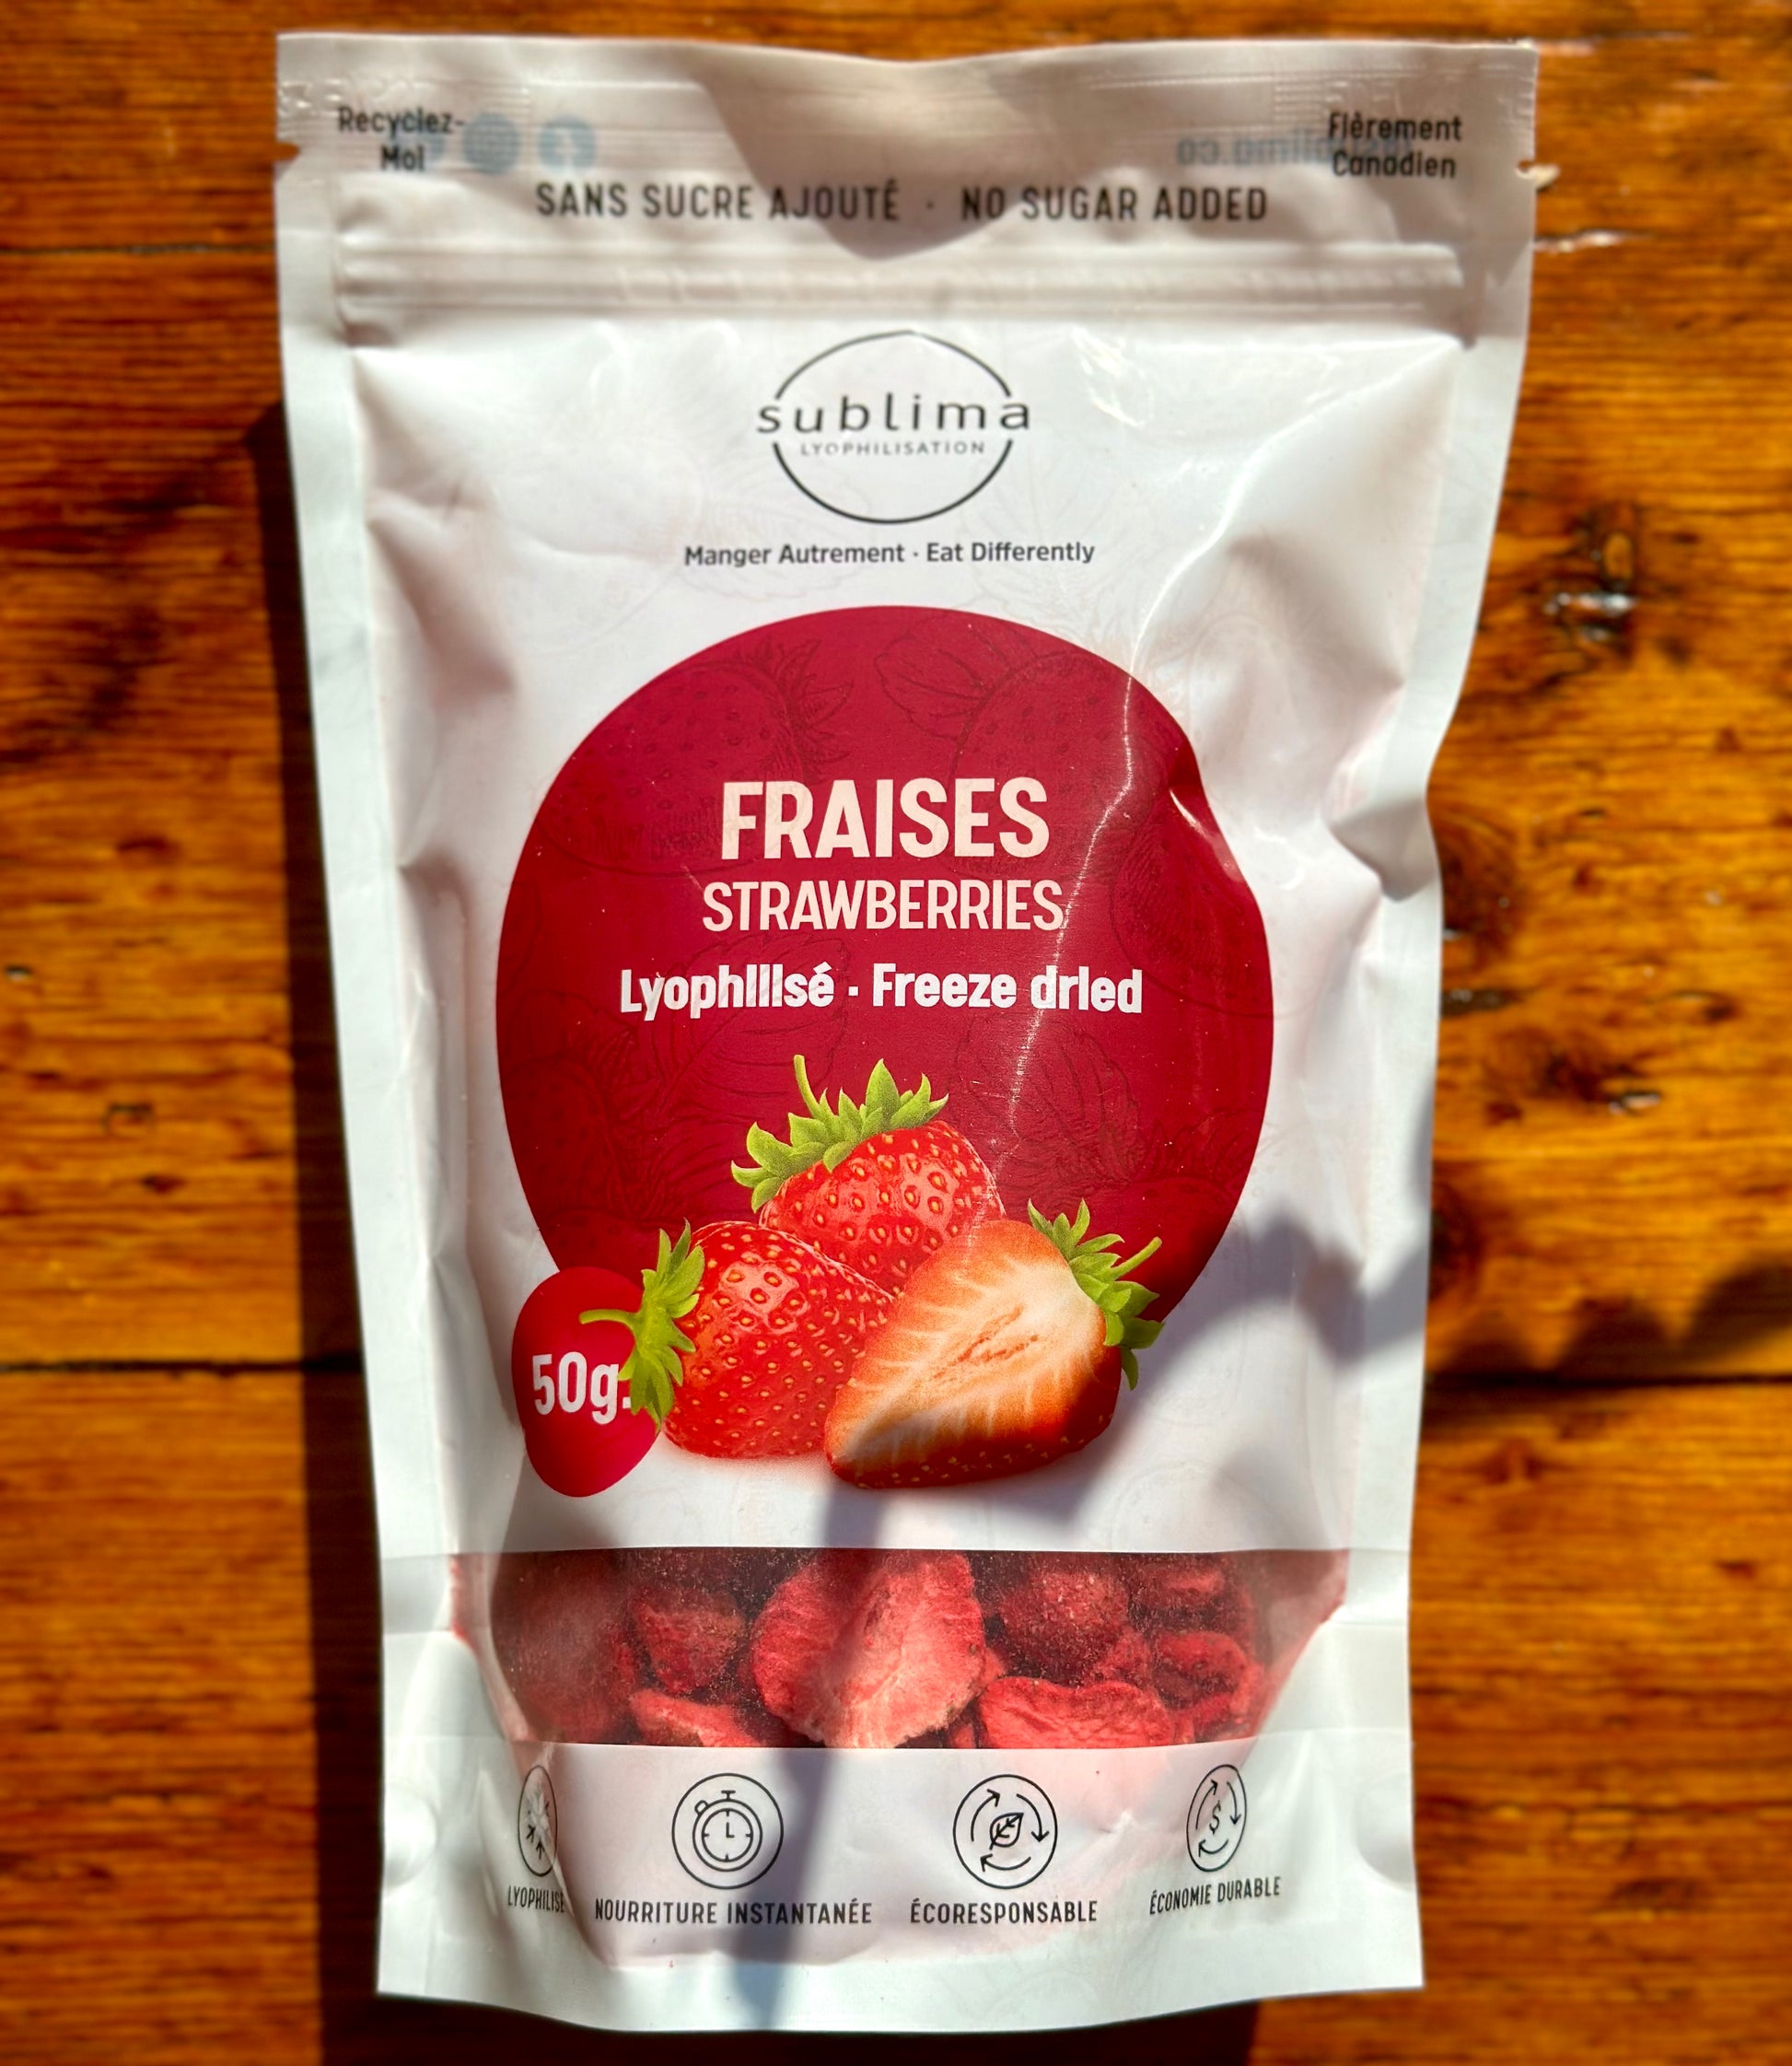 Recyclez-
Moi
Fièrement
Canadien
SANS SUCRE AJOUTÉ · NO SUGAR ADDED
sublima
LYOPHILISATION
Manger Autrement · Eat Differently
FRAISES
STRAWBERRIES
Lyophilisé · Freeze dried
50g.
LYOPHILISÉ
NOURRITURE INSTANTANÉE
ÉCORESPONSABLE
ÉCONOMIE DURABLE